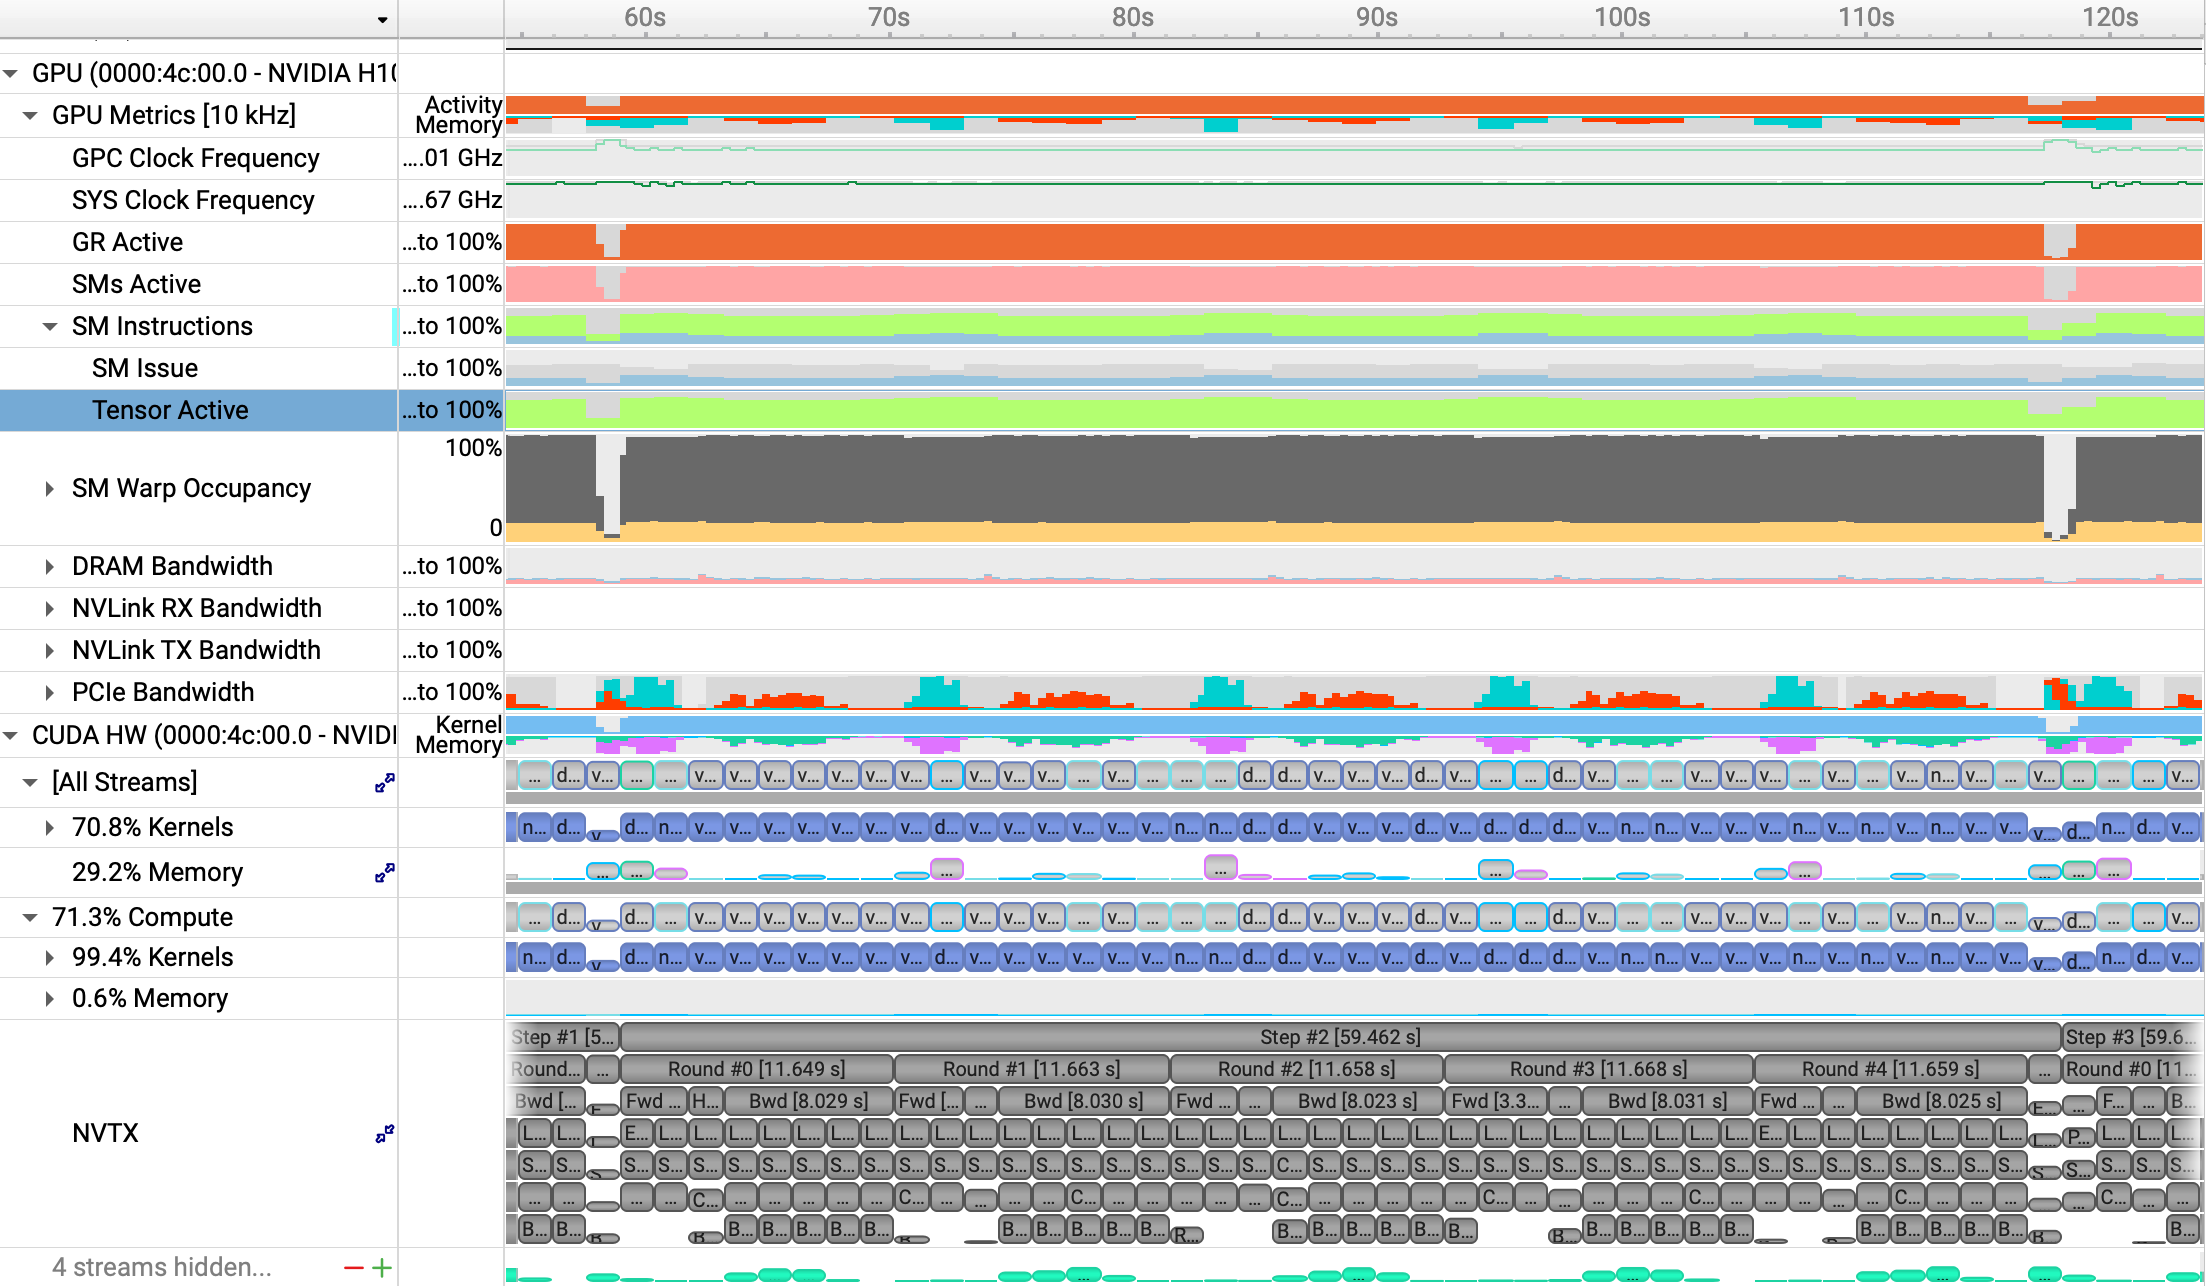 60s 70s 80s 90s 100s 110s 120s
GPU (0000:4c:00.0 - NVIDIA H10
GPU Metrics [10 kHz] Activity Memory
GPC Clock Frequency ....01 GHz
SYS Clock Frequency ....67 GHz
GR Active ...to 100%
SMs Active ...to 100%
SM Instructions ...to 100%
SM Issue ...to 100%
Tensor Active ...to 100%
100%
SM Warp Occupancy
0
DRAM Bandwidth ...to 100%
NVLink RX Bandwidth ...to 100%
NVLink TX Bandwidth ...to 100%
PCIe Bandwidth ...to 100%
CUDA HW (0000:4c:00.0 - NVIDI Kernel Memory
[All Streams] ... d... v... ... ... v... v... v... v... v... v... v... ... v... v... v... ... v... ... ... ... d... d... v... v... v... d... v... ... ... d... v... ... ... v... v... v... ... v... ... v... n... v... ... v... ... ... ... v...
70.8% Kernels n... d... v... d... n... v... v... v... v... v... v... v... d... v... v... v... v... v... v... n... n... d... d... v... v... v... d... v... d... d... d... v... n... n... v... v... v... n... v... n... v... n... v... v... v... d... n... d... v...
29.2% Memory ... ... ... ... ... ... ... ... ...
71.3% Compute ... d... v... d... ... v... v... v... v... v... v... v... ... v... v... v... ... v... ... ... ... d... d... v... v... v... d... v... ... ... d... v... ... ... v... v... v... ... v... ... v... n... v... ... v... d... ... ... v...
99.4% Kernels n... d... v... d... n... v... v... v... v... v... v... v... d... v... v... v... v... v... v... n... n... d... d... v... v... v... d... v... d... d... d... v... n... n... v... v... v... n... v... n... v... n... v... v... v... d... n... d... v...
0.6% Memory
Step #1 [5... Step #2 [59.462 s] Step #3 [59.6...
Round... ... Round #0 [11.649 s] Round #1 [11.663 s] Round #2 [11.658 s] Round #3 [11.668 s] Round #4 [11.659 s] ... Round #0 [11...
Bwd [... Fwd ... H... Bwd [8.029 s] Fwd [... ... Bwd [8.030 s] Fwd ... ... Bwd [8.023 s] Fwd [3.3... ... Bwd [8.031 s] Fwd ... ... Bwd [8.025 s] E... ... F... ... B...
NVTX
4 streams hidden...